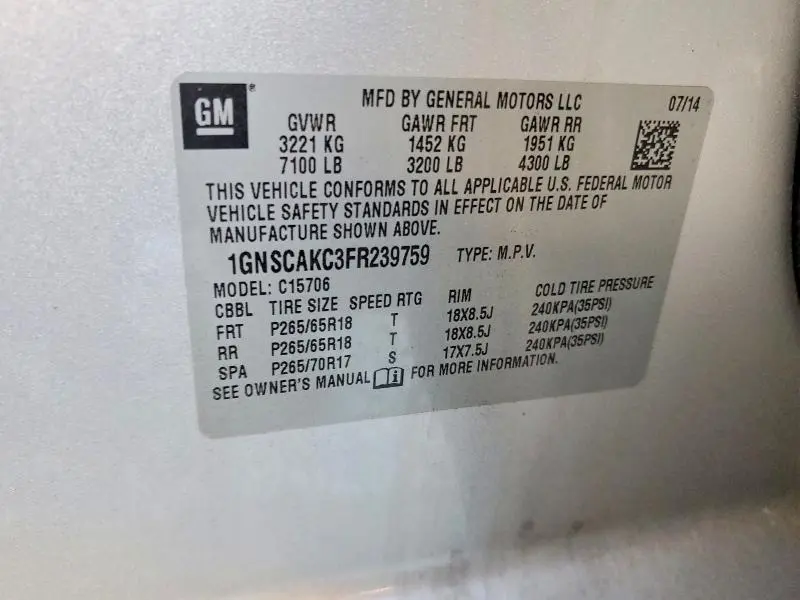 GM ® MFD BY GENERAL MOTORS LLC 07/14
GVWR GAWR FRT GAWR RR
3221 KG 1452 KG 1951 KG
7100 LB 3200 LB 4300 LB
THIS VEHICLE CONFORMS TO ALL APPLICABLE U.S. FEDERAL MOTOR
VEHICLE SAFETY STANDARDS IN EFFECT ON THE DATE OF
MANUFACTURE SHOWN ABOVE.
1GNSCAKC3FR239759 TYPE: M.P.V.
MODEL: C15706
CBBL TIRE SIZE SPEED RTG RIM COLD TIRE PRESSURE
FRT P265/65R18 T 18X8.5J 240KPA(35PSI)
RR P265/65R18 T 18X8.5J 240KPA(35PSI)
SPA P265/70R17 S 17X7.5J 240KPA(35PSI)
SEE OWNER'S MANUAL FOR MORE INFORMATION.